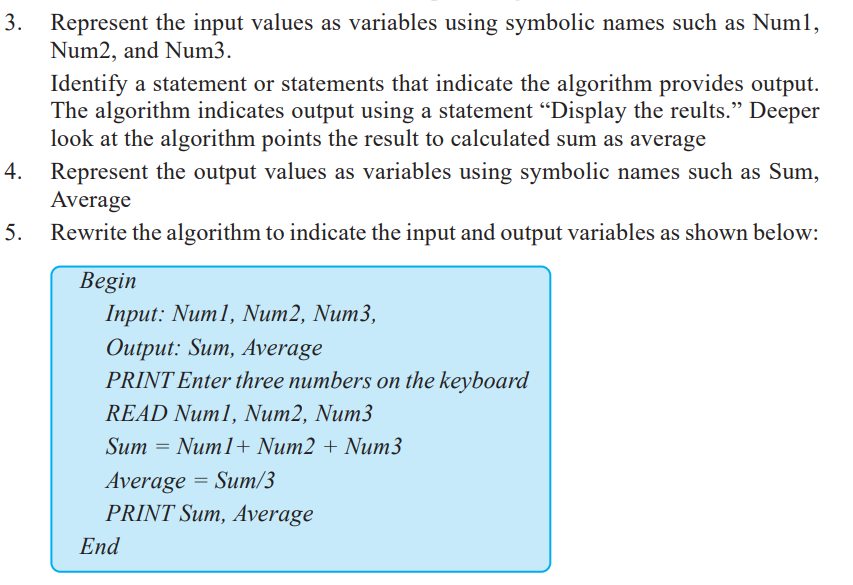 3. Represent the input values as variables using symbolic names such as Num1,
Num2, and Num3.
Identify a statement or statements that indicate the algorithm provides output.
The algorithm indicates output using a statement “Display the reults.” Deeper
look at the algorithm points the result to calculated sum as average
4. Represent the output values as variables using symbolic names such as Sum,
Average
5. Rewrite the algorithm to indicate the input and output variables as shown below:
Begin
Input: Num1, Num2, Num3,
Output: Sum, Average
PRINT Enter three numbers on the keyboard
READ Num1, Num2, Num3
Sum = Num1+ Num2 + Num3
Average = Sum/3
PRINT Sum, Average
End